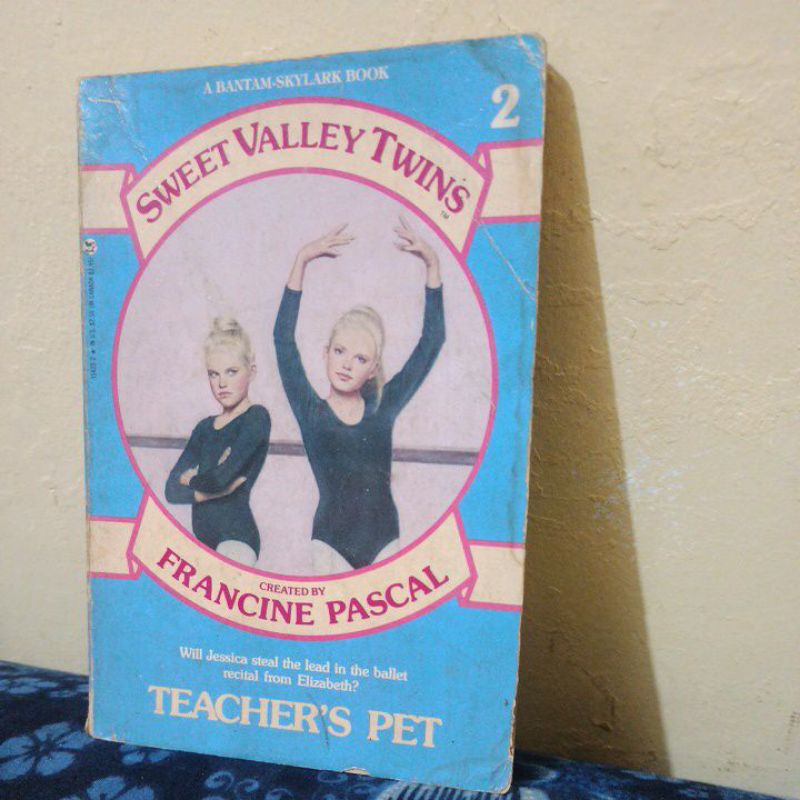 A BANTAM-SKYLARK BOOK
2
SWEET VALLEY TWINS
TM
CREATED BY
FRANCINE PASCAL
Will Jessica steal the lead in the ballet
recital from Elizabeth?
TEACHER'S PET